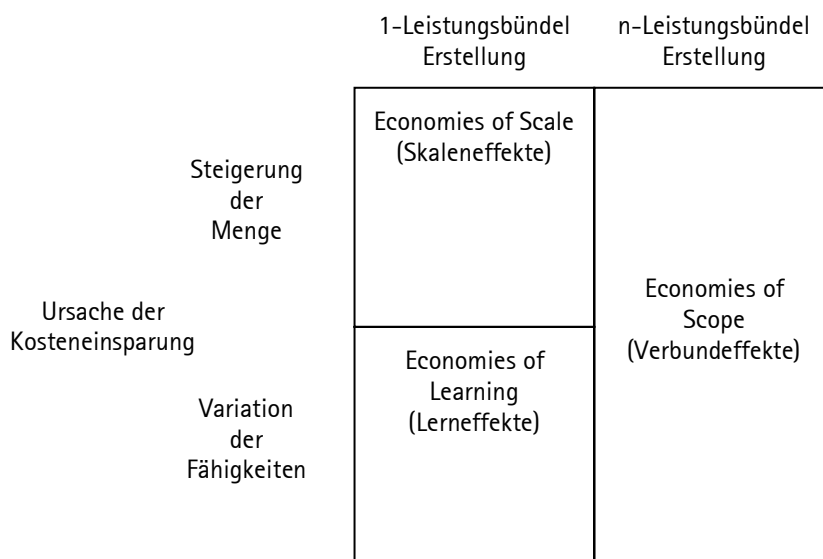 1-Leistungsbündel
Erstellung
n-Leistungsbündel
Erstellung
Economies of Scale
(Skaleneffekte)
Steigerung
der
Menge
Ursache der
Kosteneinsparung
Economies of
Scope
(Verbundeffekte)
Economies of
Learning
(Lerneffekte)
Variation
der
Fähigkeiten